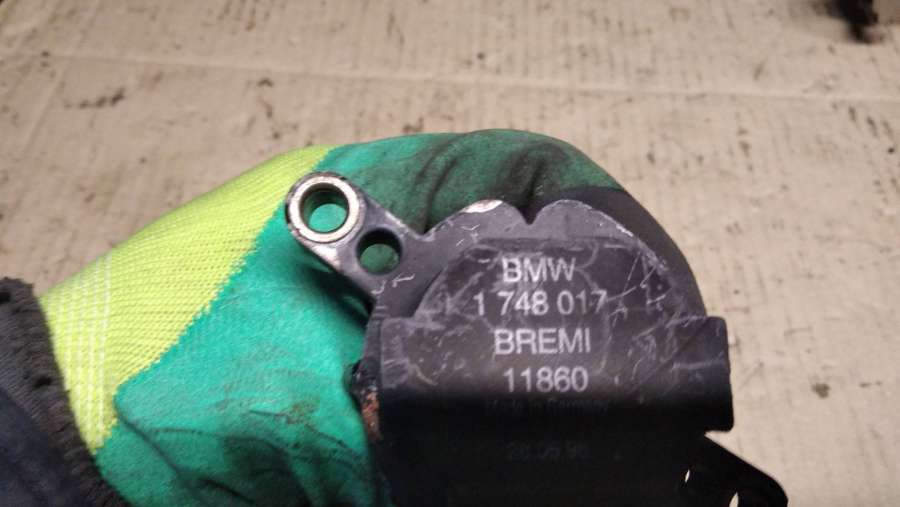 BMW
1 748 017
BREMI
11860
Made in Germany